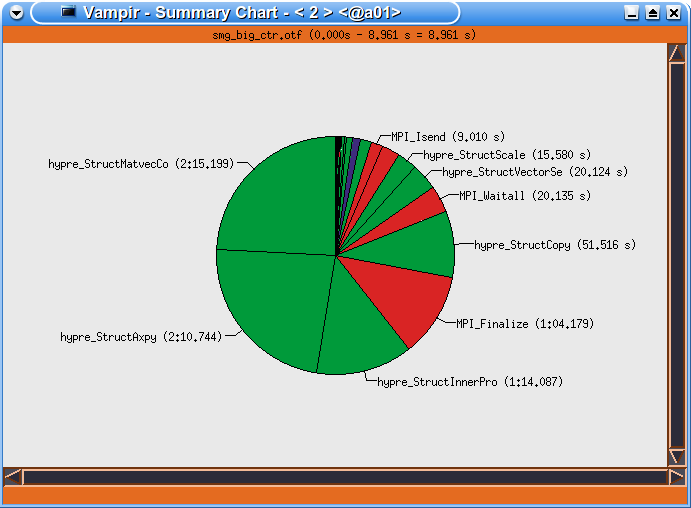 Vampir - Summary Chart - < 2 > <@a01>
smg_big_ctr.otf (0.000s - 8.961 s = 8.961 s)
MPI_Isend (9.010 s)
hypre_StructScale (15.580 s)
hypre_StructMatvecCo (2:15.199)
hypre_StructVectorSe (20.124 s)
MPI_Waitall (20.135 s)
hypre_StructCopy (51.516 s)
MPI_Finalize (1:04.179)
hypre_StructAxpy (2:10.744)
hypre_StructInnerPro (1:14.087)